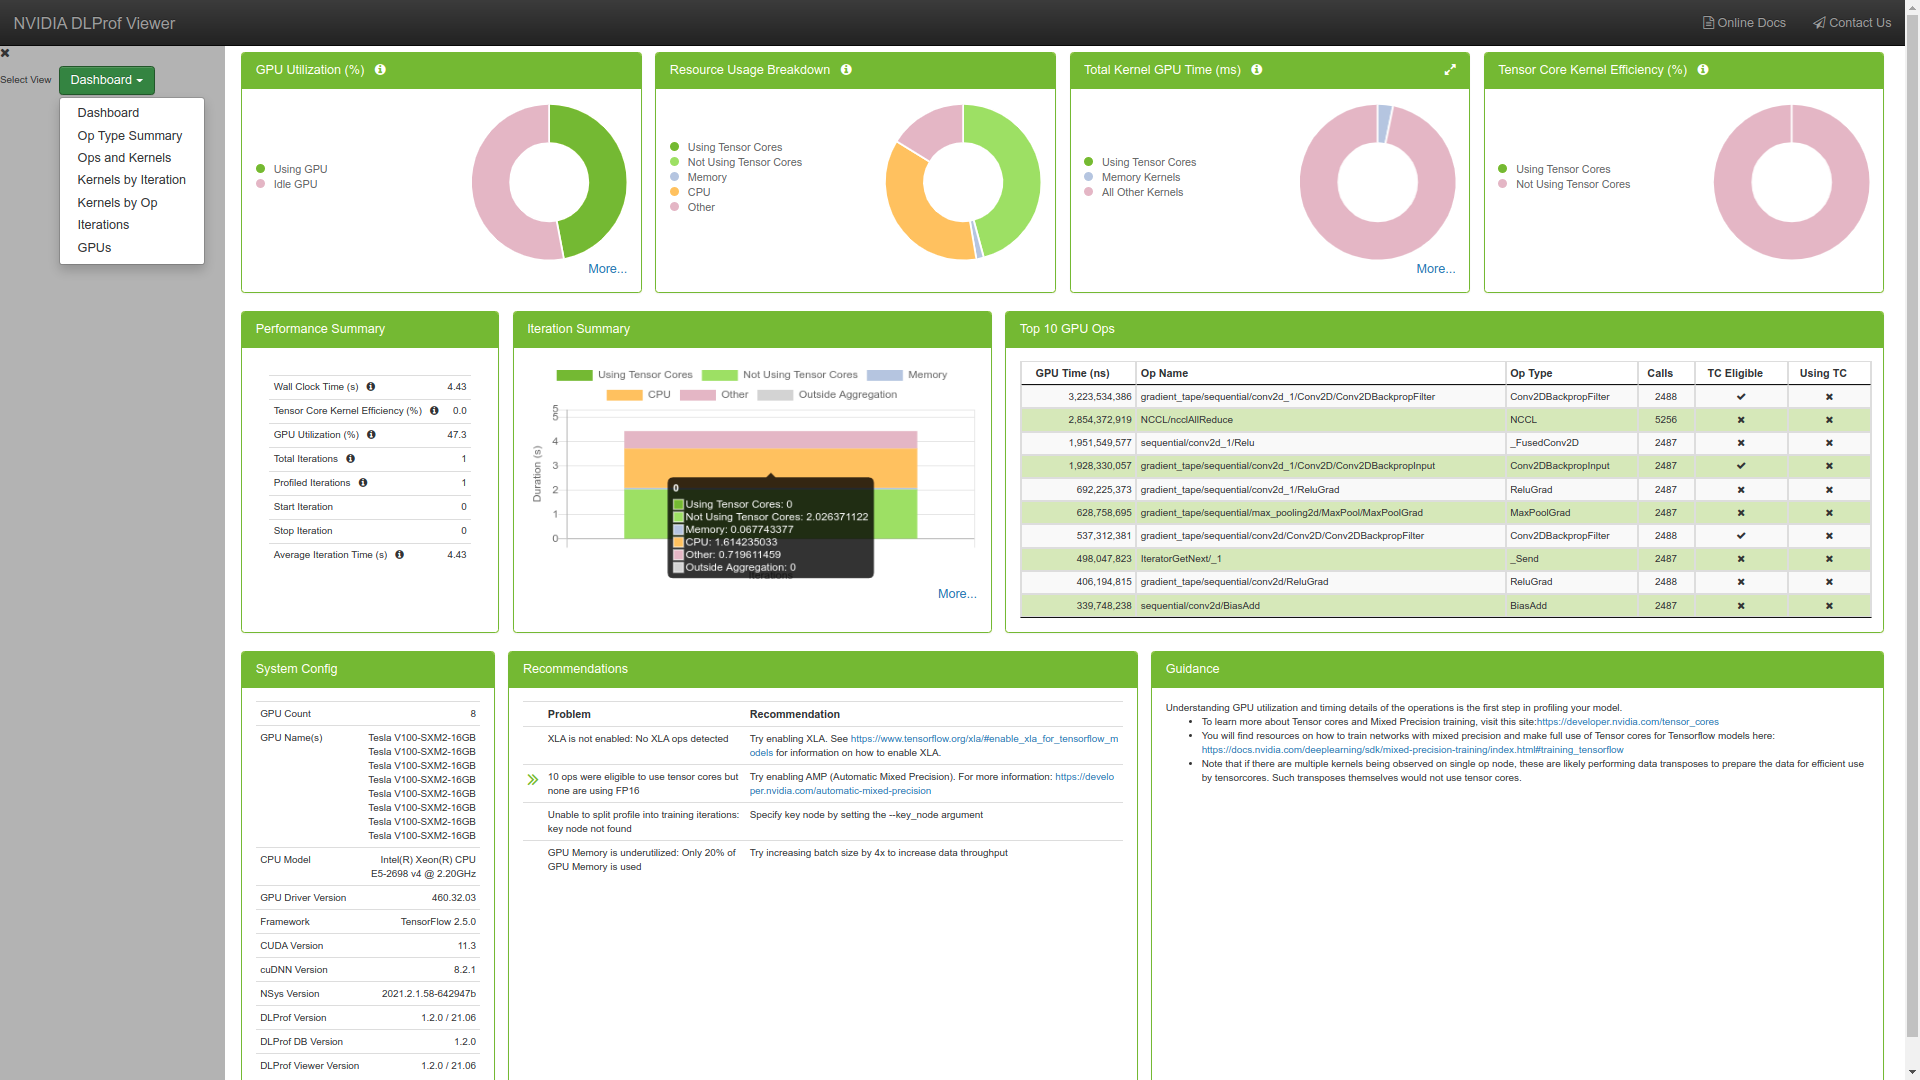 NVIDIA DLProf Viewer
Online Docs
Contact Us
Select View
Dashboard
Dashboard
Op Type Summary
Ops and Kernels
Kernels by Iteration
Kernels by Op
Iterations
GPUs
GPU Utilization (%)
Using GPU
Idle GPU
More...
Resource Usage Breakdown
Using Tensor Cores
Not Using Tensor Cores
Memory
CPU
Other
Total Kernel GPU Time (ms)
Using Tensor Cores
Memory Kernels
All Other Kernels
More...
Tensor Core Kernel Efficiency (%)
Using Tensor Cores
Not Using Tensor Cores
Performance Summary
Wall Clock Time (s) 4.43
Tensor Core Kernel Efficiency (%) 0.0
GPU Utilization (%) 47.3
Total Iterations 1
Profiled Iterations 1
Start Iteration 0
Stop Iteration 0
Average Iteration Time (s) 4.43
Iteration Summary
Using Tensor Cores Not Using Tensor Cores Memory
CPU Other Outside Aggregation
Duration (s)
5
5
4
3
2
1
0
0
Using Tensor Cores: 0
Not Using Tensor Cores: 2.026371122
Memory: 0.067743377
CPU: 1.614235033
Other: 0.719611459
Outside Aggregation: 0
Iterations
More...
Top 10 GPU Ops
GPU Time (ns) Op Name Op Type Calls TC Eligible Using TC
3,223,534,386 gradient_tape/sequential/conv2d_1/Conv2D/Conv2DBackpropFilter Conv2DBackpropFilter 2488 ✔ ✖
2,854,372,919 NCCL/ncclAllReduce NCCL 5256 ✖ ✖
1,951,549,577 sequential/conv2d_1/Relu _FusedConv2D 2487 ✖ ✖
1,928,330,057 gradient_tape/sequential/conv2d_1/Conv2D/Conv2DBackpropInput Conv2DBackpropInput 2487 ✔ ✖
692,225,373 gradient_tape/sequential/conv2d_1/ReluGrad ReluGrad 2487 ✖ ✖
628,758,695 gradient_tape/sequential/max_pooling2d/MaxPool/MaxPoolGrad MaxPoolGrad 2487 ✖ ✖
537,312,381 gradient_tape/sequential/conv2d/Conv2D/Conv2DBackpropFilter Conv2DBackpropFilter 2488 ✔ ✖
498,047,823 IteratorGetNext/_1 _Send 2487 ✖ ✖
406,194,815 gradient_tape/sequential/conv2d/ReluGrad ReluGrad 2488 ✖ ✖
339,748,238 sequential/conv2d/BiasAdd BiasAdd 2487 ✖ ✖
System Config
GPU Count 8
GPU Name(s) Tesla V100-SXM2-16GB
Tesla V100-SXM2-16GB
Tesla V100-SXM2-16GB
Tesla V100-SXM2-16GB
Tesla V100-SXM2-16GB
Tesla V100-SXM2-16GB
Tesla V100-SXM2-16GB
Tesla V100-SXM2-16GB
CPU Model Intel(R) Xeon(R) CPU
E5-2698 v4 @ 2.20GHz
GPU Driver Version 460.32.03
Framework TensorFlow 2.5.0
CUDA Version 11.3
cuDNN Version 8.2.1
NSys Version 2021.2.1.58-642947b
DLProf Version 1.2.0 / 21.06
DLProf DB Version 1.2.0
DLProf Viewer Version 1.2.0 / 21.06
Recommendations
Problem Recommendation
XLA is not enabled: No XLA ops detected Try enabling XLA. See https://www.tensorflow.org/xla/#enable_xla_for_tensorflow_m
odels for information on how to enable XLA.
10 ops were eligible to use tensor cores but Try enabling AMP (Automatic Mixed Precision). For more information: https://develo
none are using FP16 per.nvidia.com/automatic-mixed-precision
Unable to split profile into training iterations: Specify key node by setting the --key_node argument
key node not found
GPU Memory is underutilized: Only 20% of Try increasing batch size by 4x to increase data throughput
GPU Memory is used
Guidance
Understanding GPU utilization and timing details of the operations is the first step in profiling your model.
• To learn more about Tensor cores and Mixed Precision training, visit this site:https://developer.nvidia.com/tensor_cores
• You will find resources on how to train networks with mixed precision and make full use of Tensor cores for Tensorflow models here:
https://docs.nvidia.com/deeplearning/sdk/mixed-precision-training/index.html#training_tensorflow
• Note that if there are multiple kernels being observed on single op node, these are likely performing data transposes to prepare the data for efficient use
by tensorcores. Such transposes themselves would not use tensor cores.